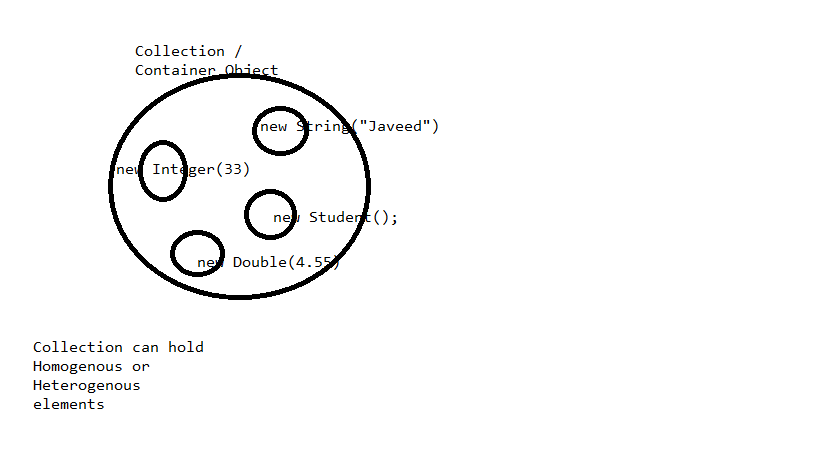 Collection /
Container Object
new String("Javeed")
new Integer(33)
new Student();
new Double(4.55)
Collection can hold
Homogenous or
Heterogenous
elements